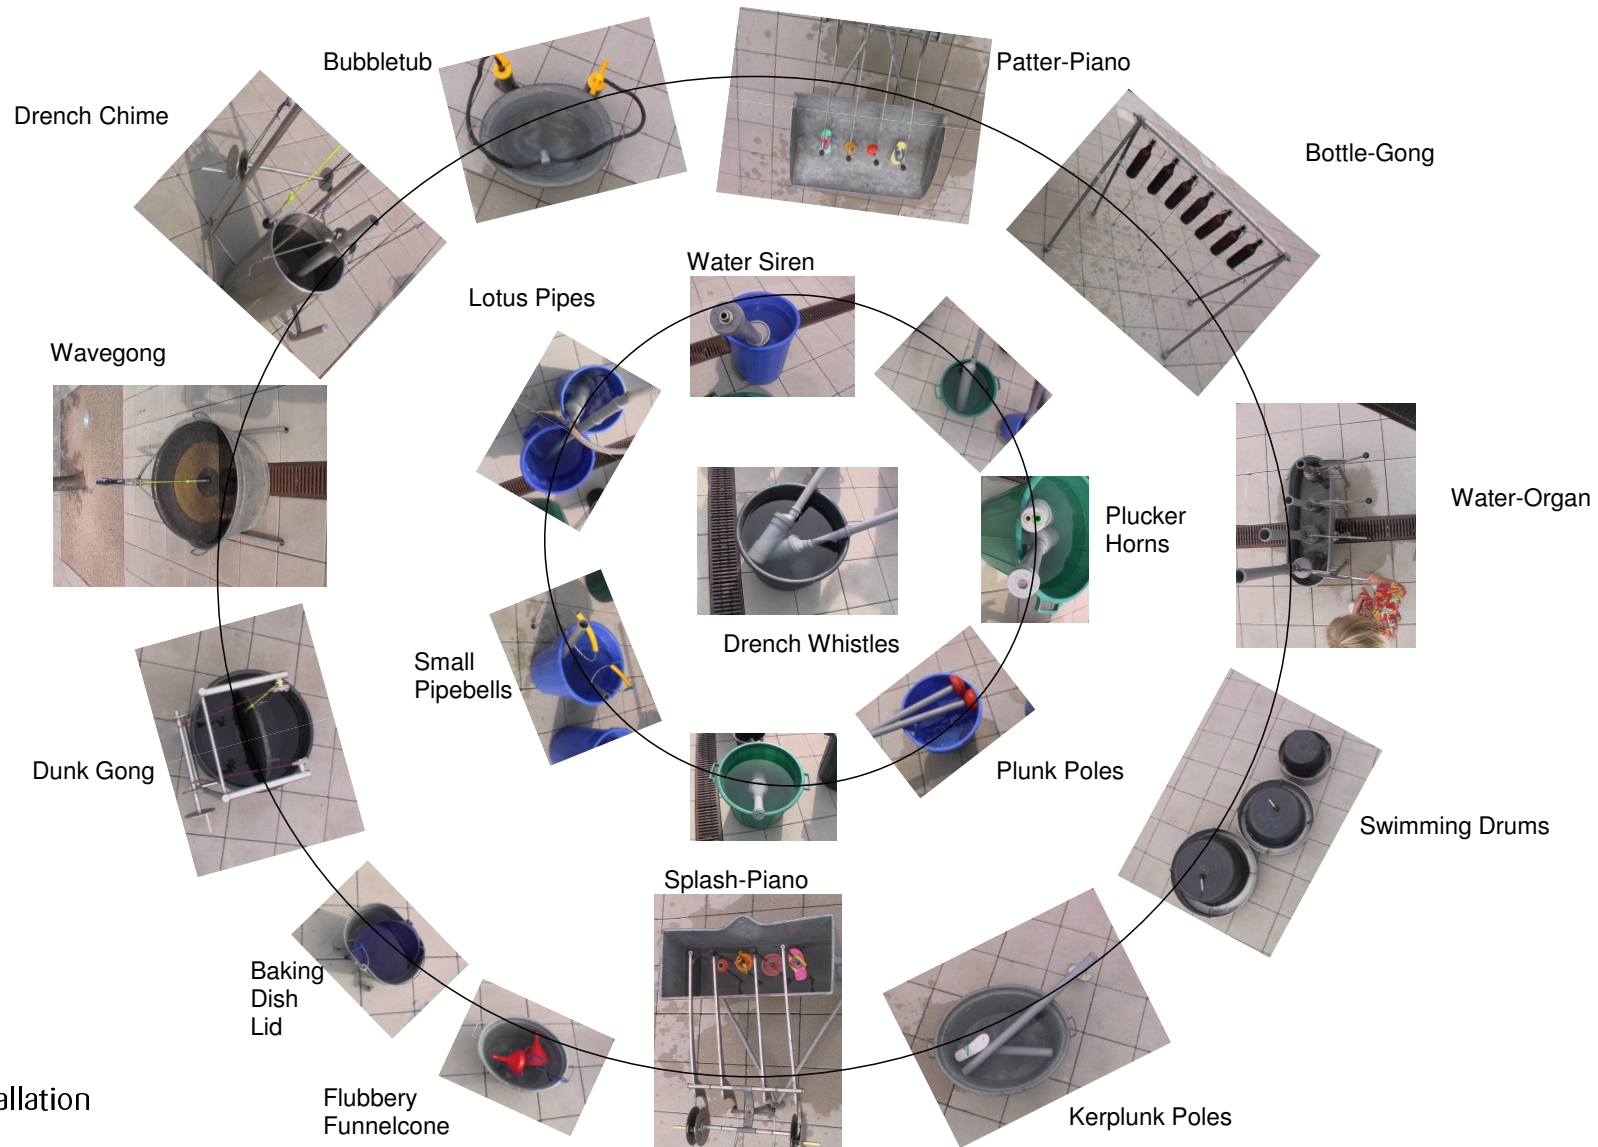 Bubbletub
Patter-Piano
Drench Chime
Bottle-Gong
Water Siren
Lotus Pipes
Wavegong
Water-Organ
Plucker
Horns
Drench Whistles
Small
Pipebells
Dunk Gong
Plunk Poles
Swimming Drums
Splash-Piano
Baking
Dish
Lid
Flubbery
Funnelcone
Kerplunk Poles
allation